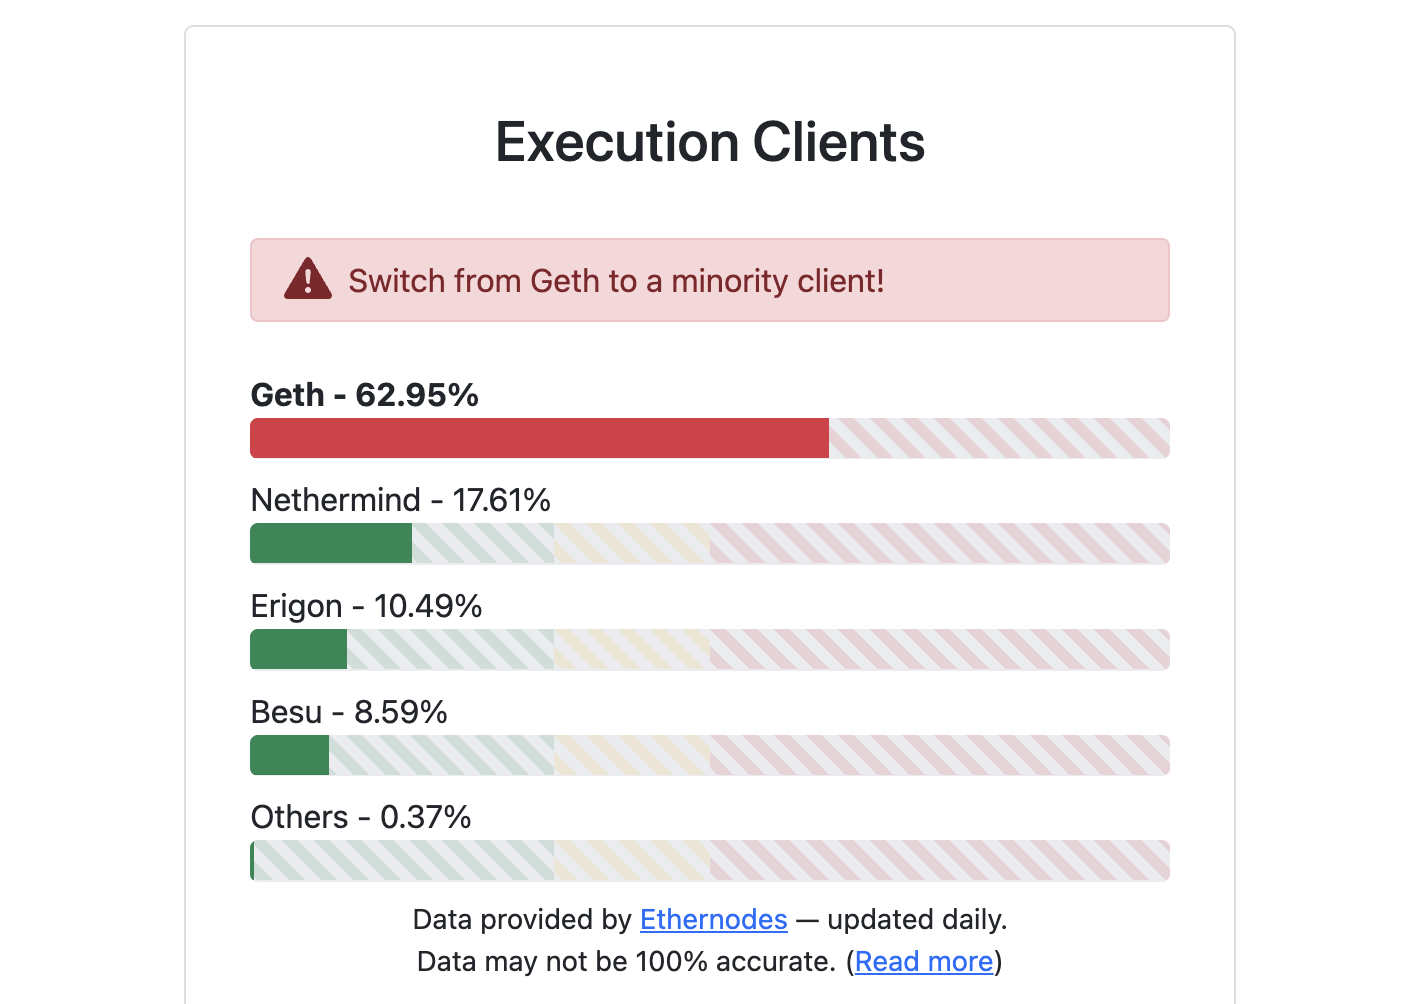 Execution Clients
Switch from Geth to a minority client!
Geth - 62.95%
Nethermind - 17.61%
Erigon - 10.49%
Besu - 8.59%
Others - 0.37%
Data provided by Ethernodes — updated daily.
Data may not be 100% accurate. (Read more)